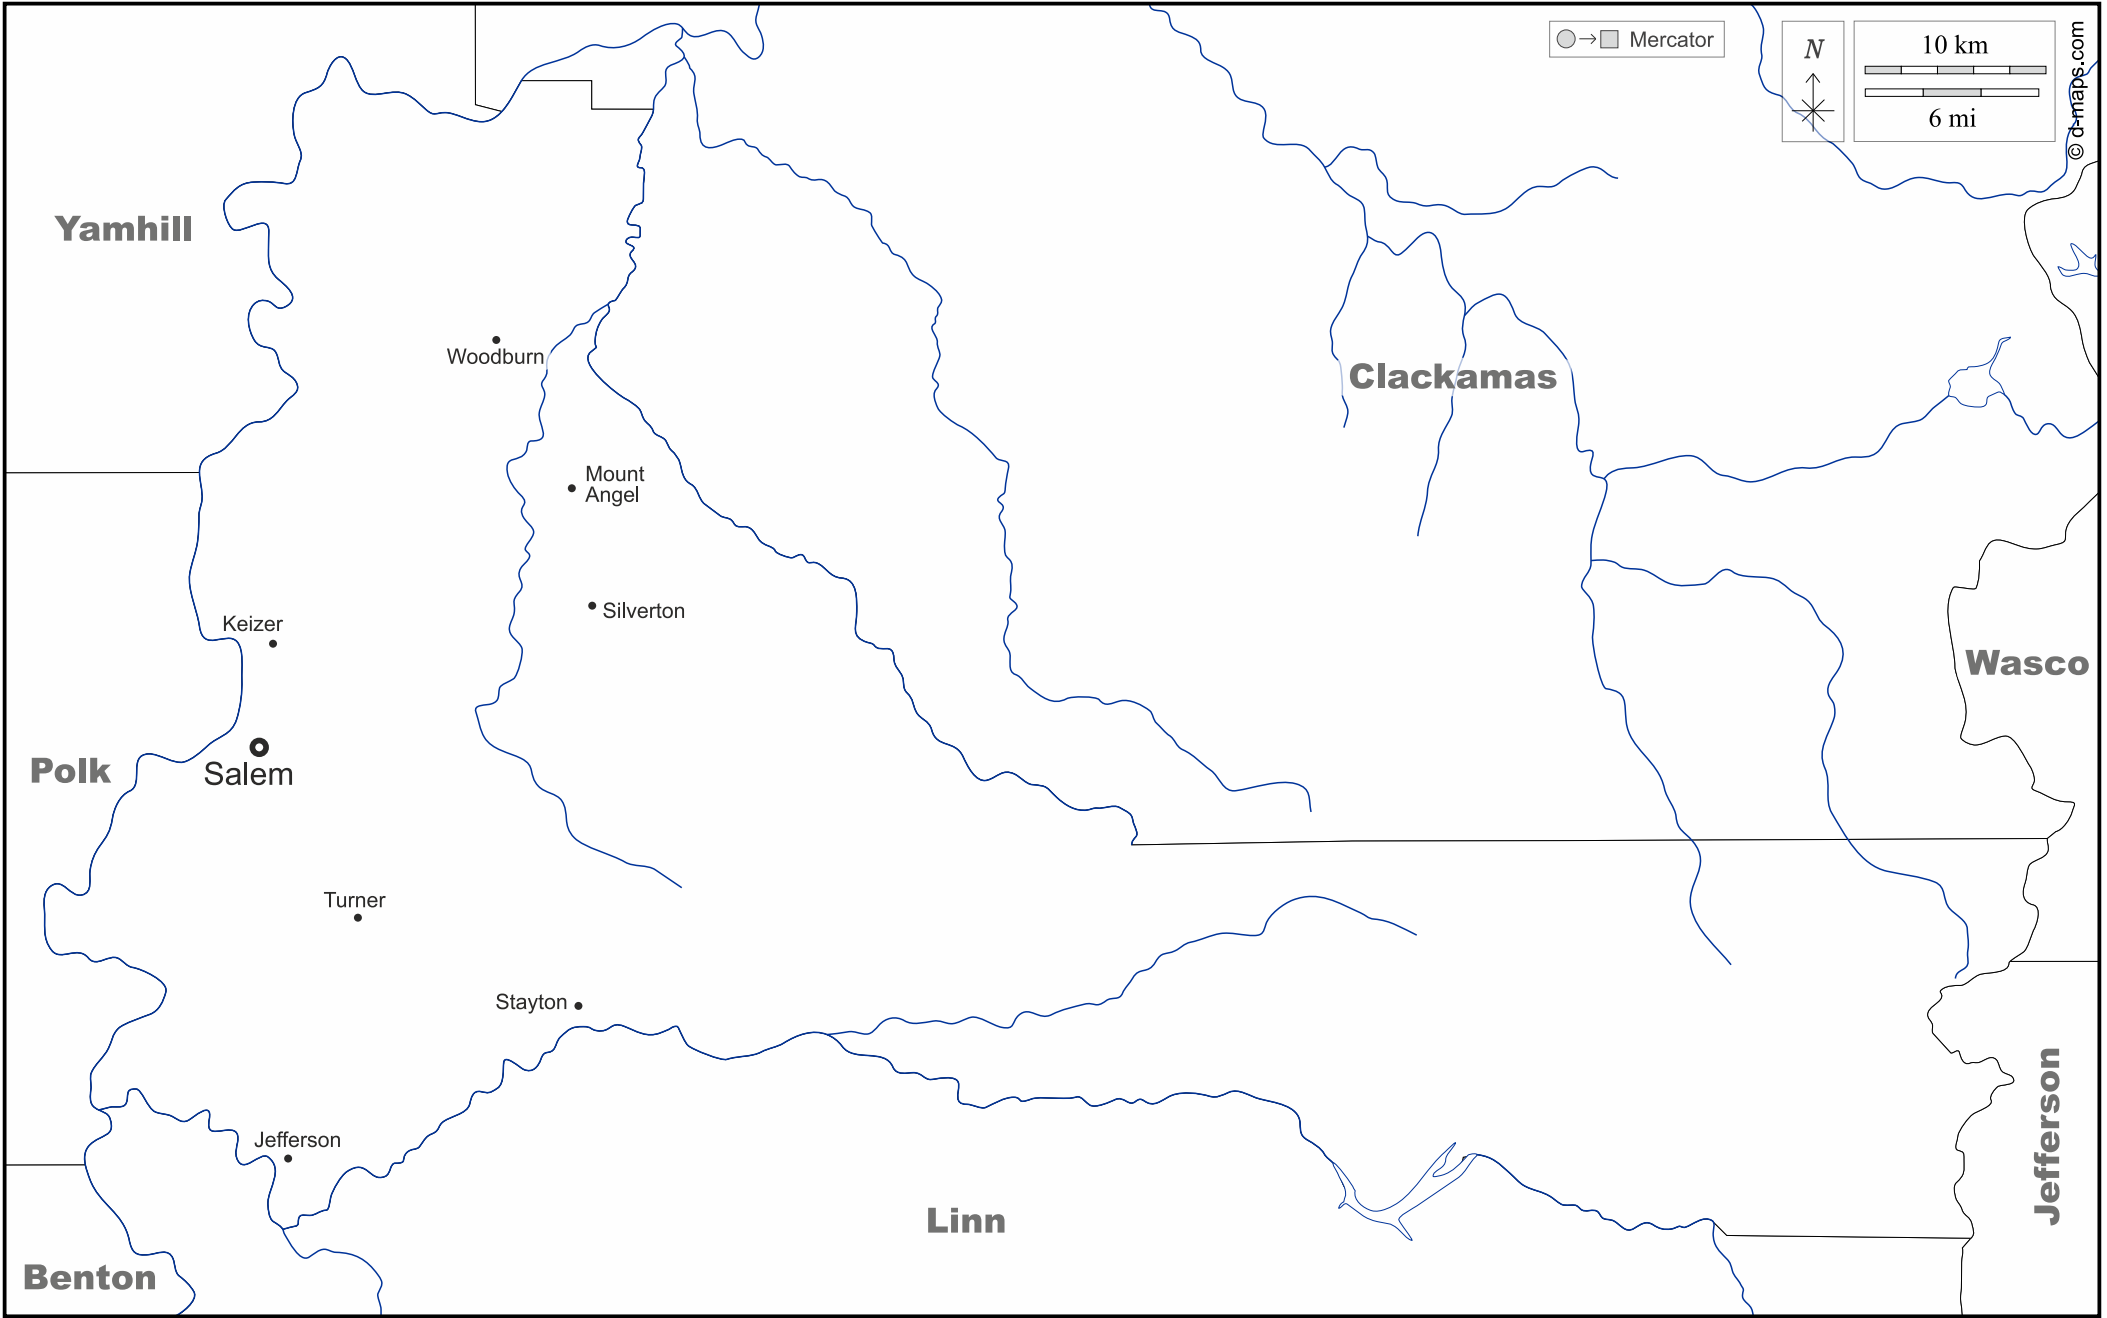 Mercator
N
10 km
6 mi
© d-maps.com
Yamhill
Woodburn
Clackamas
Mount
Angel
Silverton
Keizer
Wasco
Polk
Salem
Turner
Stayton
Jefferson
Jefferson
Linn
Benton